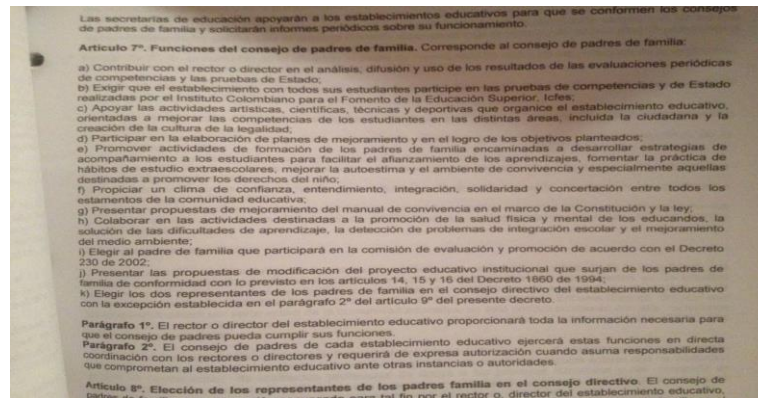 Las secretarías de educación apoyarán a los establecimientos educativos para que se conformen los consejos
de padres de familia y solicitarán informes periódicos sobre su funcionamiento.
Artículo 7º. Funciones del consejo de padres de familia. Corresponde al consejo de padres de familia:
a) Contribuir con el rector o director en el análisis, difusión y uso de los resultados de las evaluaciones periódicas
de competencias y las pruebas de Estado;
b) Exigir que el establecimiento con todos sus estudiantes participe en las pruebas de competencias y de Estado
realizadas por el Instituto Colombiano para el Fomento de la Educación Superior, Icfes;
c) Apoyar las actividades artísticas, científicas, técnicas y deportivas que organice el establecimiento educativo,
orientadas a mejorar las competencias de los estudiantes en las distintas áreas, incluida la ciudadana y la
creación de la cultura de la legalidad;
d) Participar en la elaboración de planes de mejoramiento y en el logro de los objetivos planteados;
e) Promover actividades de formación de los padres de familia encaminadas a desarrollar estrategias de
acompañamiento a los estudiantes para facilitar el afianzamiento de los aprendizajes, fomentar la práctica de
hábitos de estudio extraescolares, mejorar la autoestima y el ambiente de convivencia y especialmente aquellas
destinadas a promover los derechos del niño;
f) Propiciar un clima de confianza, entendimiento, integración, solidaridad y concertación entre todos los
estamentos de la comunidad educativa;
g) Presentar propuestas de mejoramiento del manual de convivencia en el marco de la Constitución y la ley;
h) Colaborar en las actividades destinadas a la promoción de la salud física y mental de los educandos, la
solución de las dificultades de aprendizaje, la detección de problemas de integración escolar y el mejoramiento
del medio ambiente;
i) Elegir al padre de familia que participará en la comisión de evaluación y promoción de acuerdo con el Decreto
230 de 2002;
j) Presentar las propuestas de modificación del proyecto educativo institucional que surjan de los padres de
familia de conformidad con lo previsto en los artículos 14, 15 y 16 del Decreto 1860 de 1994;
k) Elegir los dos representantes de los padres de familia en el consejo directivo del establecimiento educativo
con la excepción establecida en el parágrafo 2º del artículo 9º del presente decreto.
Parágrafo 1º. El rector o director del establecimiento educativo proporcionará toda la información necesaria para
que el consejo de padres pueda cumplir sus funciones.
Parágrafo 2º. El consejo de padres de cada establecimiento educativo ejercerá estas funciones en directa
coordinación con los rectores o directores y requerirá de expresa autorización cuando asuma responsabilidades
que comprometan al establecimiento educativo ante otras instancias o autoridades.
Artículo 8º. Elección de los representantes de los padres familia en el consejo directivo. El consejo de
padres de para tal fin por el rector o director del establecimiento educativo,